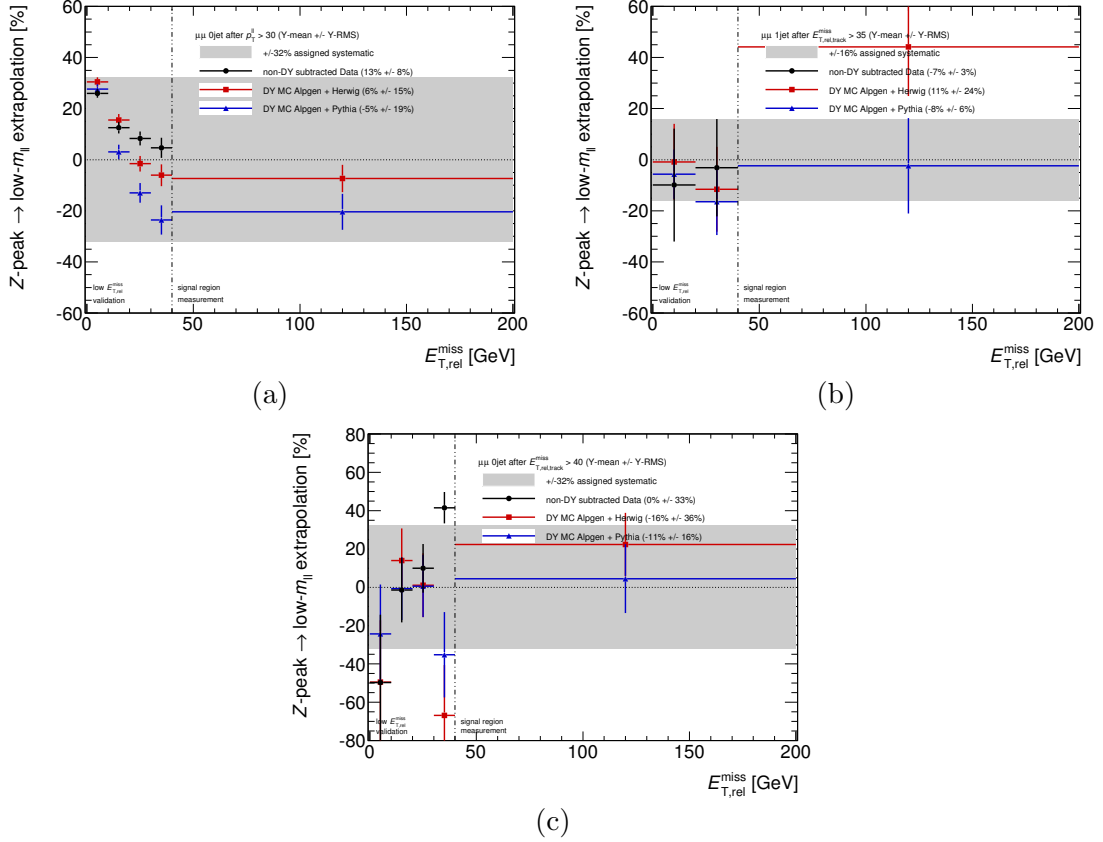 Z-peak → low-m_ll extrapolation [%]
60
40
20
0
-20
-40
-60
μμ 0jet after p_T^ll > 30 (Y-mean +/- Y-RMS)
+/-32% assigned systematic
non-DY subtracted Data (13% +/- 8%)
DY MC Alpgen + Herwig (6% +/- 15%)
DY MC Alpgen + Pythia (-5% +/- 19%)
low E_T,rel^miss
validation
signal region
measurement
0 50 100 150 200
E_T,rel^miss [GeV]
(a)
Z-peak → low-m_ll extrapolation [%]
60
40
20
0
-20
-40
-60
μμ 1jet after E_T,rel,track^miss > 35 (Y-mean +/- Y-RMS)
+/-16% assigned systematic
non-DY subtracted Data (-7% +/- 3%)
DY MC Alpgen + Herwig (11% +/- 24%)
DY MC Alpgen + Pythia (-8% +/- 6%)
low E_T,rel^miss
validation
signal region
measurement
0 50 100 150 200
E_T,rel^miss [GeV]
(b)
Z-peak → low-m_ll extrapolation [%]
80
60
40
20
0
-20
-40
-60
-80
μμ 0jet after E_T,rel,track^miss > 40 (Y-mean +/- Y-RMS)
+/-32% assigned systematic
non-DY subtracted Data (0% +/- 33%)
DY MC Alpgen + Herwig (-16% +/- 36%)
DY MC Alpgen + Pythia (-11% +/- 16%)
low E_T,rel^miss
validation
signal region
measurement
0 50 100 150 200
E_T,rel^miss [GeV]
(c)